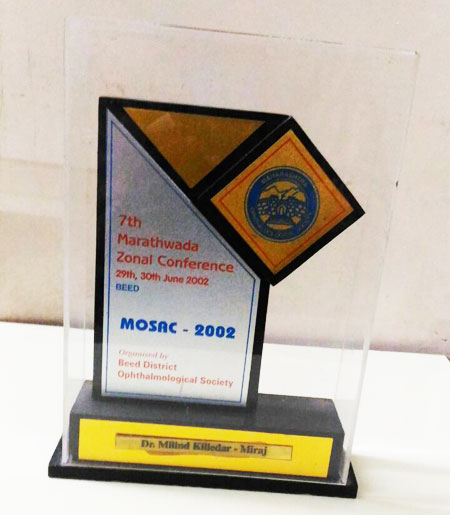 7th
Marathwada
Zonal Conference
29th, 30th June 2002
BEED
MOSAC - 2002
Organised by
Beed District
Ophthalmological Society
Dr. Milind Killedar - Miraj